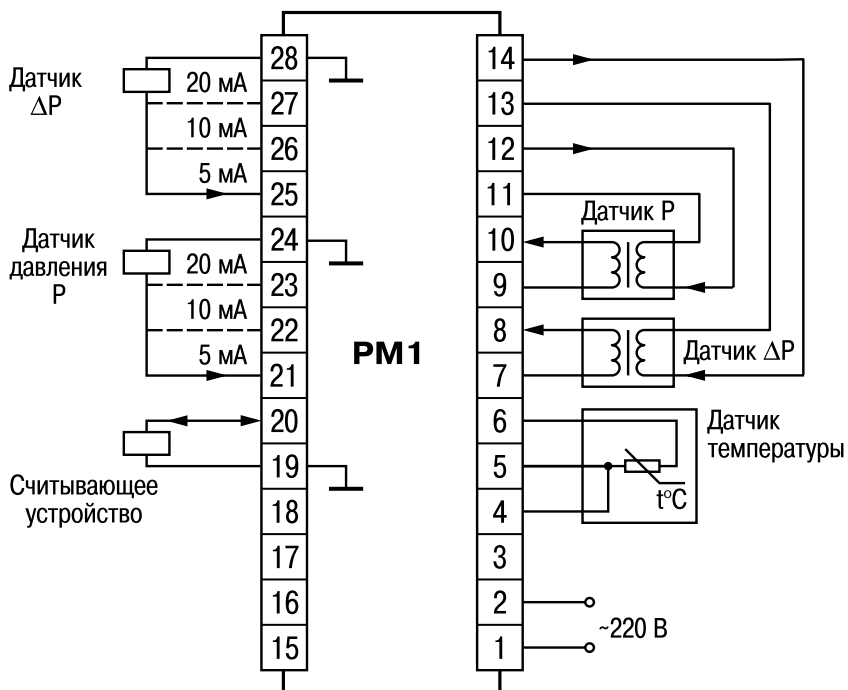 28
14
Датчик
ΔP
20 мА
27
13
10 мА
26
12
5 мА
25
11
Датчик P
24
10
Датчик
давления
P
20 мА
23
9
10 мА
22
8
PM1
5 мА
21
7
Датчик ΔP
20
6
Датчик
температуры
19
5
t°C
Считывающее
устройство
18
4
17
3
16
2
~220 В
15
1